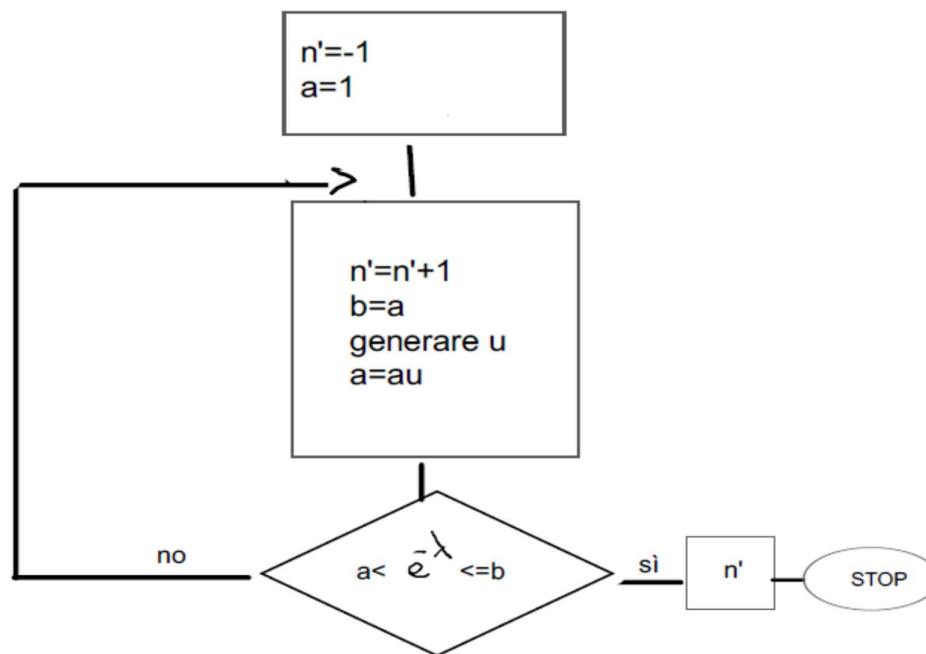 n'=-1
a=1
n'=n'+1
b=a
generare u
a=au
a< e^-λ <=b
no
sì
n'
STOP